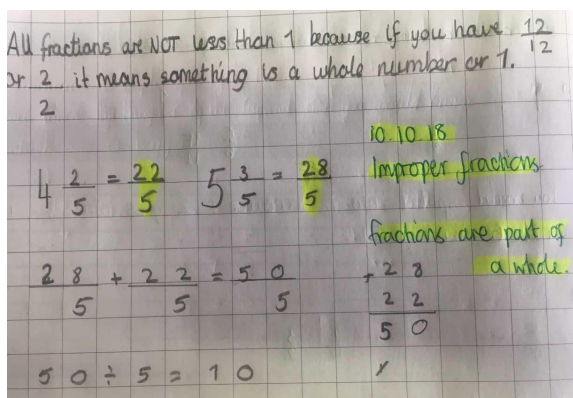 All fractions are NOT less than 1 because if you have 12/12
or 2/2 it means something is a whole number or 1.
10.10.18
Improper fractions
4 2/5 = 22/5 5 3/5 = 28/5
fractions are part of
a whole.
28/5 + 22/5 = 50/5
+28
22
50
50 ÷ 5 = 10